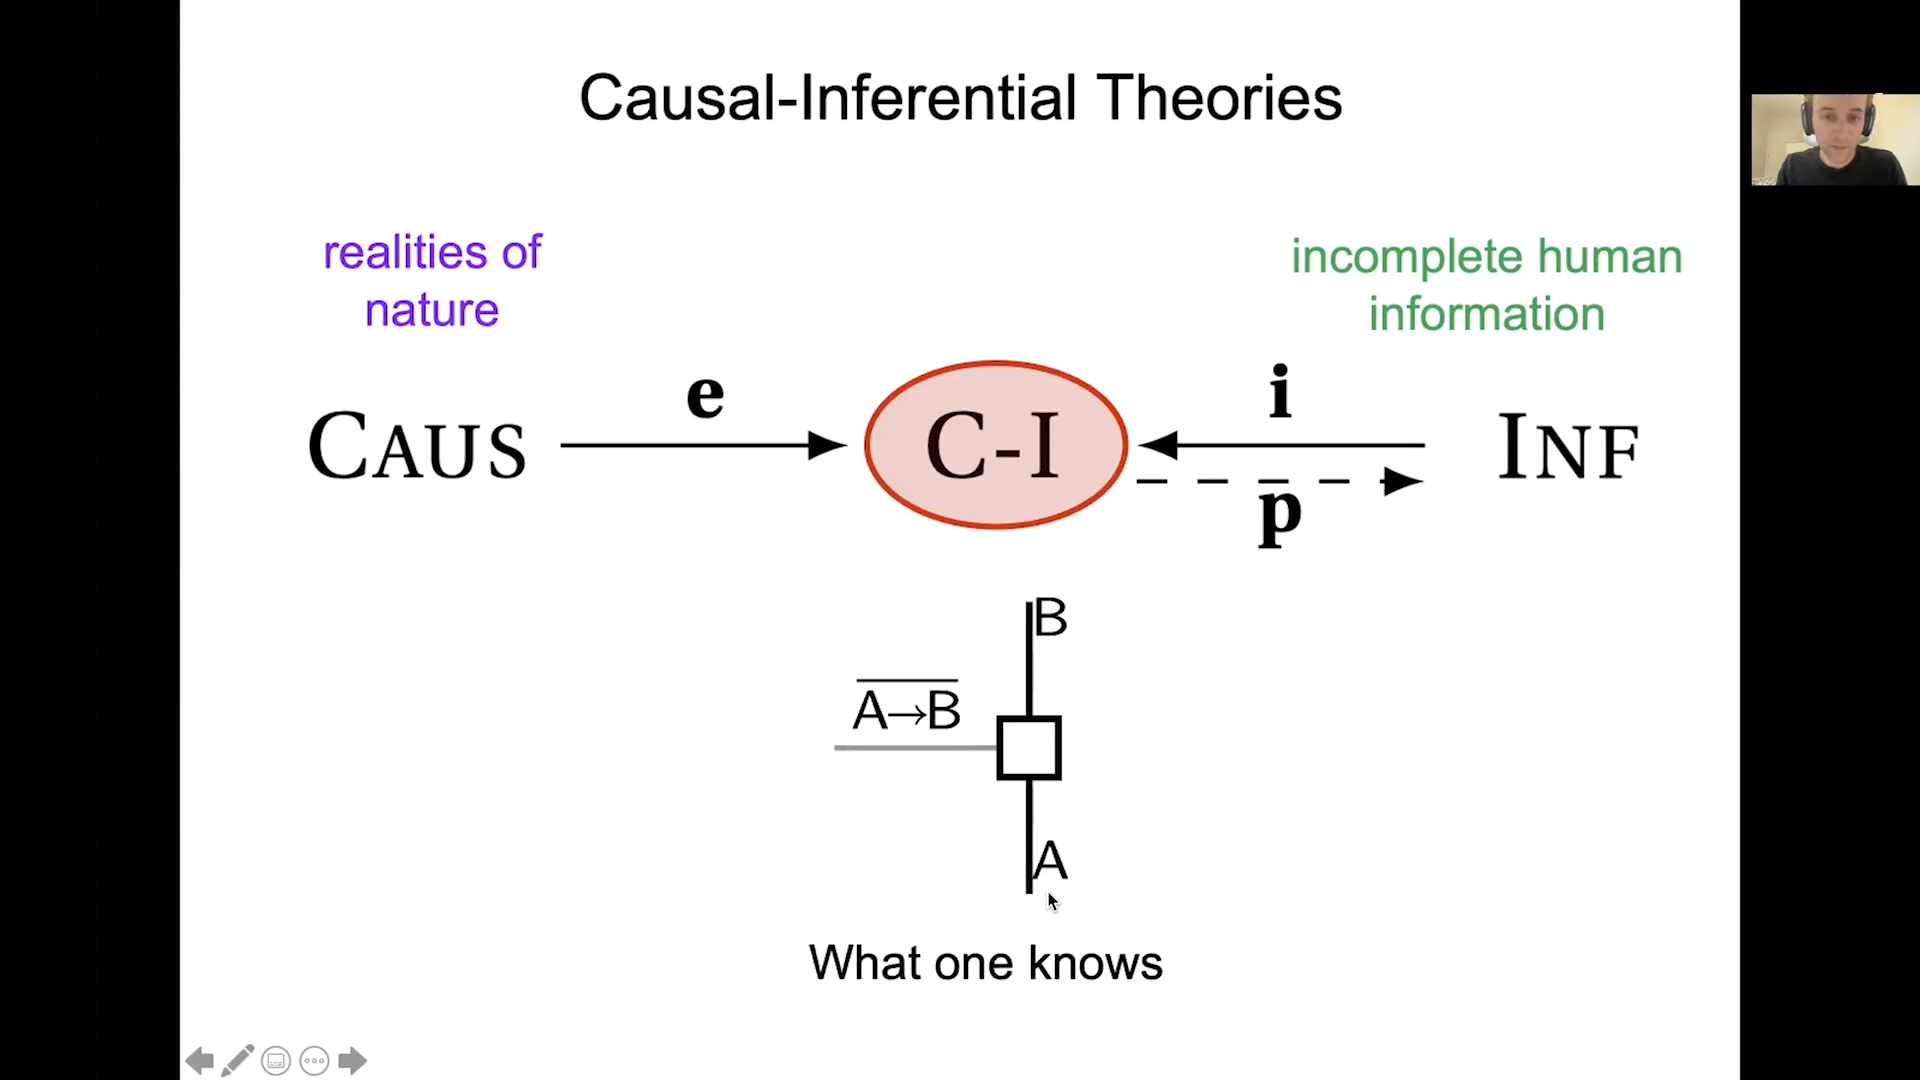 Causal-Inferential Theories
realities of
nature
incomplete human
information
CAUS
e
C-I
i
p
INF
B
A→B
A
What one knows